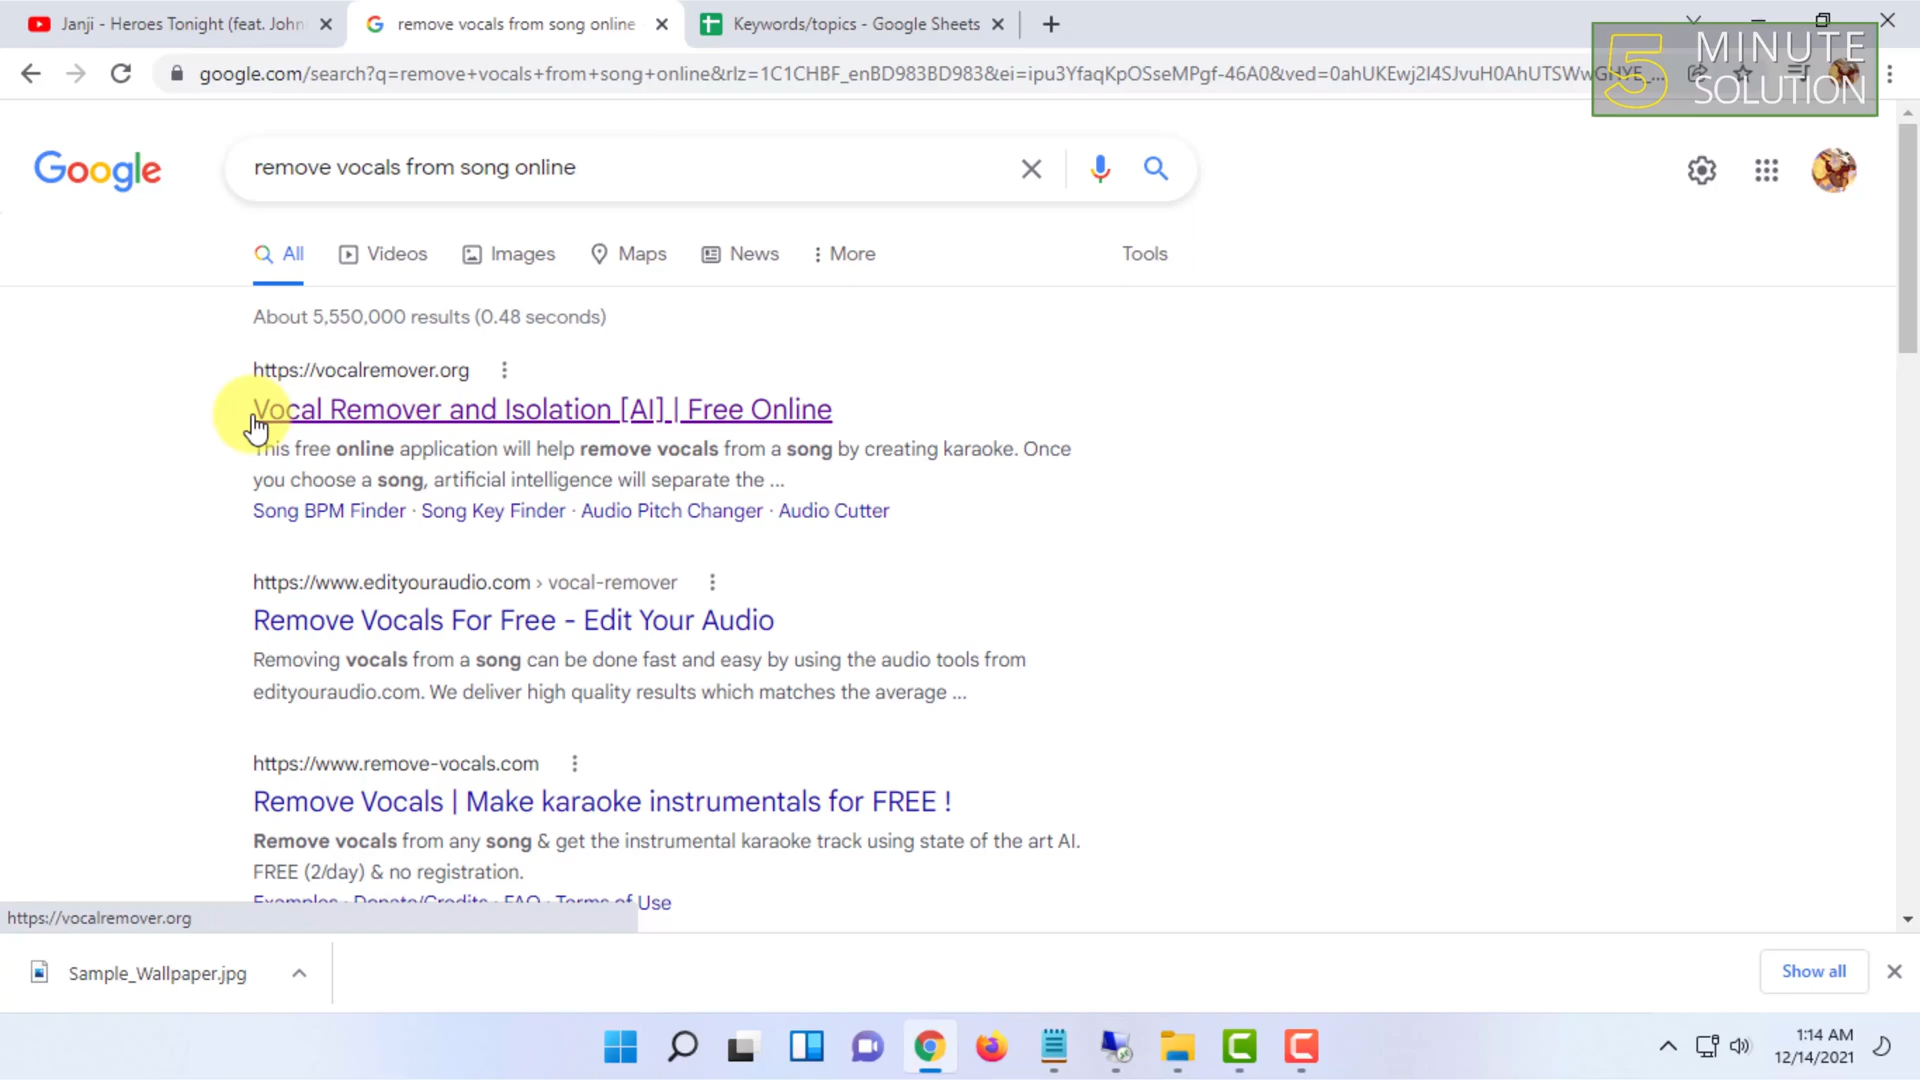 Janji - Heroes Tonight (feat. John
remove vocals from song online
Keywords/topics - Google Sheets
5 MINUTE SOLUTION
google.com/search?q=remove+vocals+from+song+online&rlz=1C1CHBF_enBD983BD983&ei=ipu3YfaqKpOSseMPgf-46A0&ved=0ahUKEwj2l4SJvuH0AhUTSWwGHYE_...
Google
remove vocals from song online
All
Videos
Images
Maps
News
More
Tools
About 5,550,000 results (0.48 seconds)
https://vocalremover.org
Vocal Remover and Isolation [AI] | Free Online
This free online application will help remove vocals from a song by creating karaoke. Once
you choose a song, artificial intelligence will separate the ...
Song BPM Finder · Song Key Finder · Audio Pitch Changer · Audio Cutter
https://www.edityouraudio.com › vocal-remover
Remove Vocals For Free - Edit Your Audio
Removing vocals from a song can be done fast and easy by using the audio tools from
edityouraudio.com. We deliver high quality results which matches the average ...
https://www.remove-vocals.com
Remove Vocals | Make karaoke instrumentals for FREE !
Remove vocals from any song & get the instrumental karaoke track using state of the art AI.
FREE (2/day) & no registration.
Examples · Donate/Credits · FAQ · Terms of Use
https://vocalremover.org
Sample_Wallpaper.jpg
Show all
1:14 AM
12/14/2021